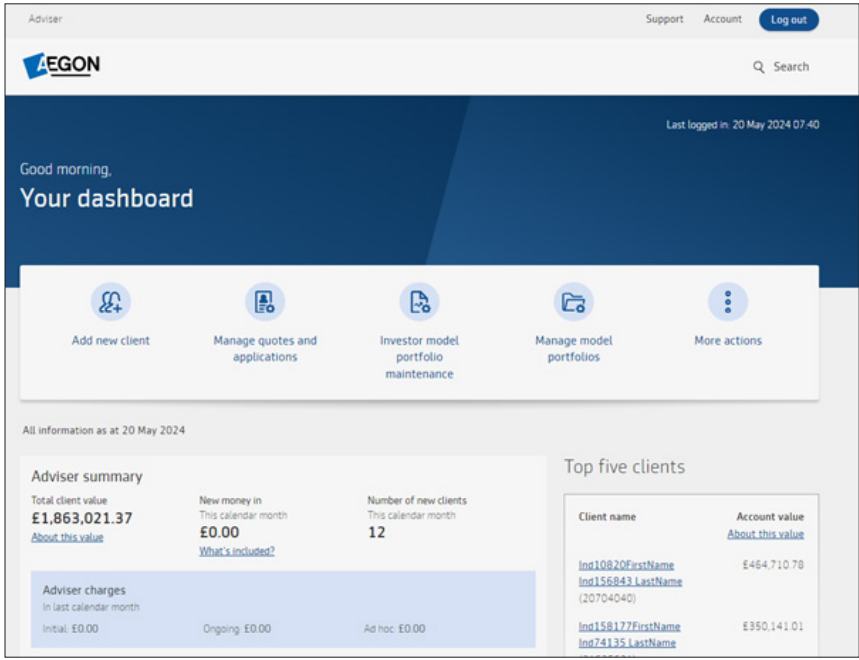 Adviser
Support Account Log out
AEGON
Search
Last logged in: 20 May 2024 07:40
Good morning,
Your dashboard
Add new client
Manage quotes and
applications
Investor model
portfolio
maintenance
Manage model
portfolios
More actions
All information as at 20 May 2024
Adviser summary
Total client value
£1,863,021.37
About this value
New money in
This calendar month
£0.00
What's included?
Number of new clients
This calendar month
12
Adviser charges
In last calendar month
Initial: £0.00 Ongoing: £0.00 Ad hoc: £0.00
Top five clients
Client name Account value
About this value
Ind10820FirstName £464,710.78
Ind156843 LastName
(20704040)
Ind158177FirstName £350,141.01
Ind74135 LastName